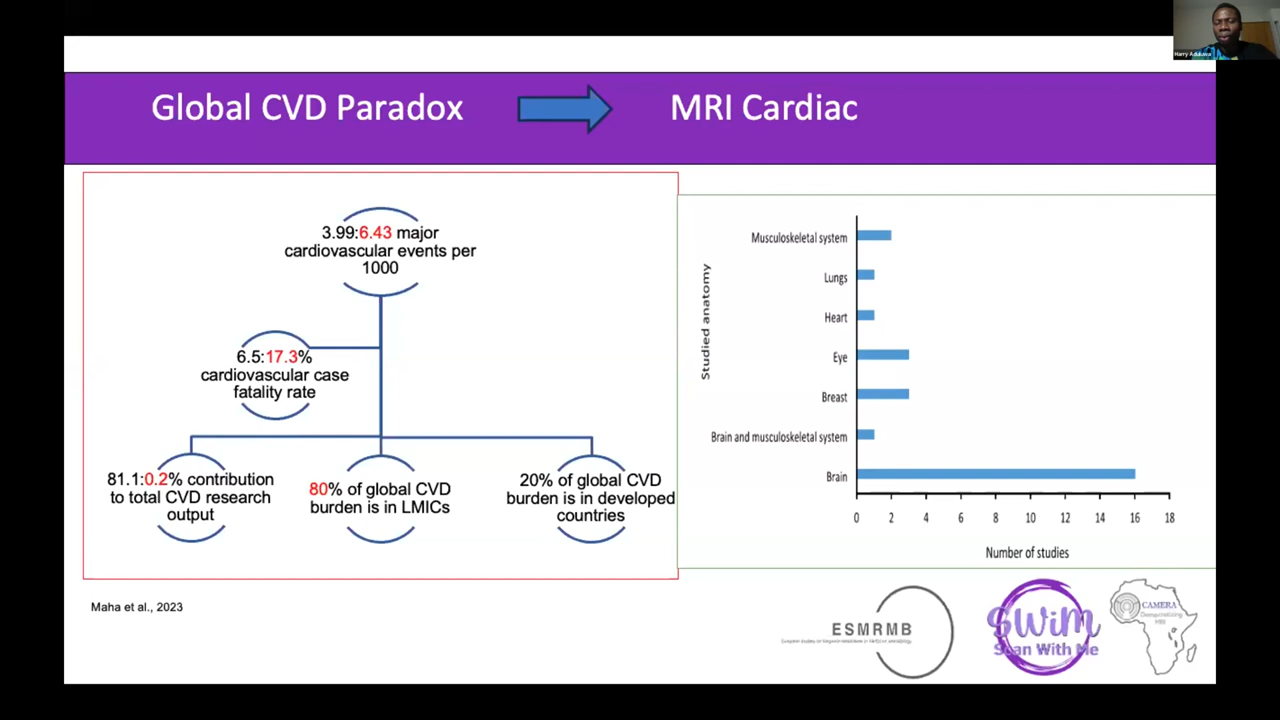 Harry Adukwu
Global CVD Paradox
MRI Cardiac
3.99:6.43 major
cardiovascular events per
1000
6.5:17.3%
cardiovascular case
fatality rate
81.1:0.2% contribution
to total CVD research
output
80% of global CVD
burden is in LMICs
20% of global CVD
burden is in developed
countries
Maha et al., 2023
Studied anatomy
Musculoskeletal system
Lungs
Heart
Eye
Breast
Brain and musculoskeletal system
Brain
0 2 4 6 8 10 12 14 16 18
Number of studies
ESMRMB
SWiM
Scan With Me
CAMERA
Democratizing
MRI